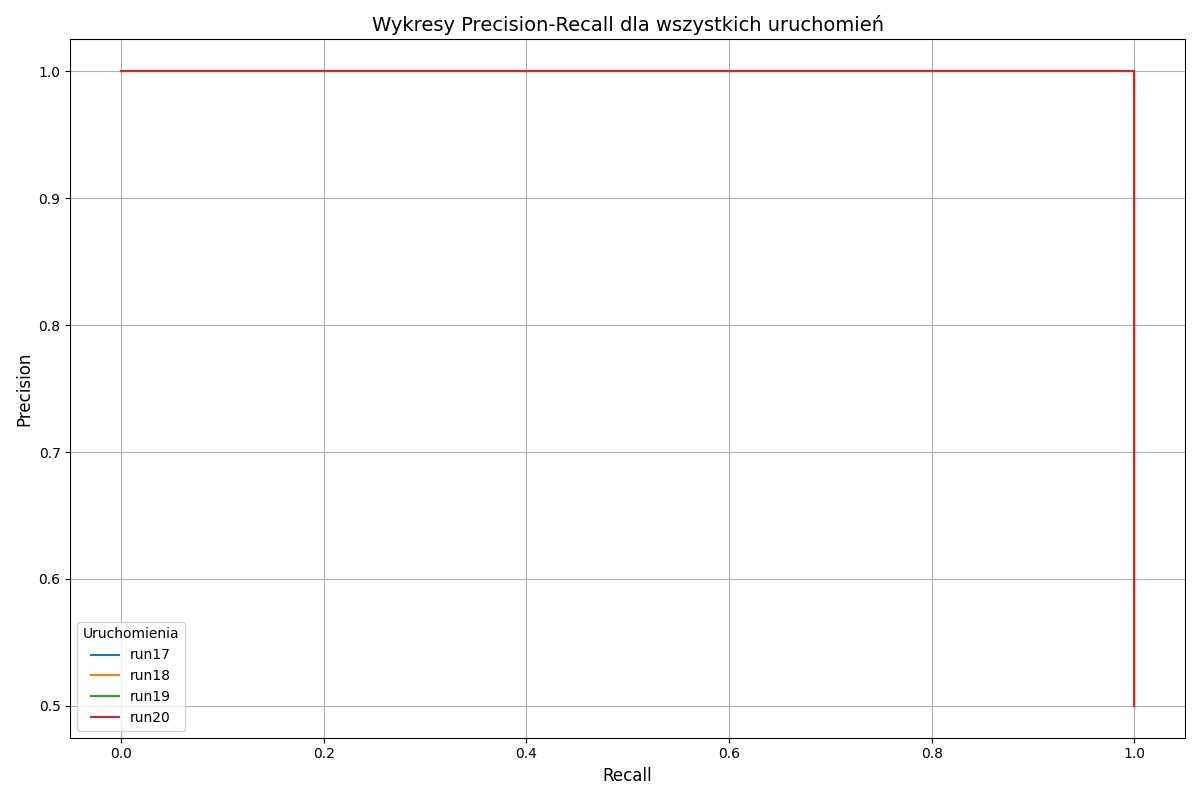 Wykresy Precision-Recall dla wszystkich uruchomień
1.0
0.9
0.8
0.7
0.6
0.5
Precision
Uruchomienia
run17
run18
run19
run20
0.0 0.2 0.4 0.6 0.8 1.0
Recall